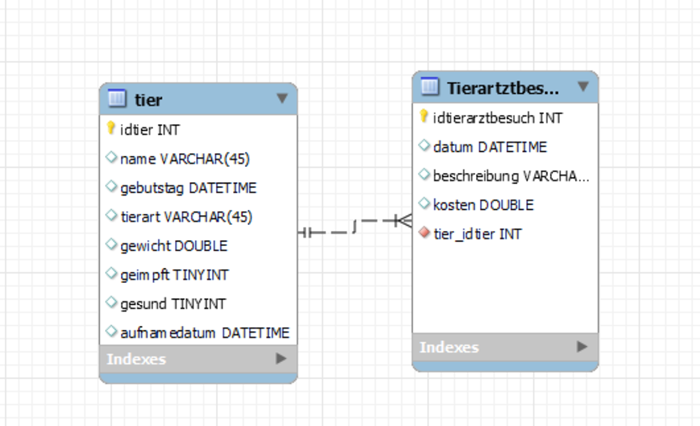 tier
idtier INT
name VARCHAR(45)
gebutstag DATETIME
tierart VARCHAR(45)
gewicht DOUBLE
geimpft TINYINT
gesund TINYINT
aufnamedatum DATETIME
Indexes
Tierartztbes...
idtierarztbesuch INT
datum DATETIME
beschreibung VARCHA...
kosten DOUBLE
tier_idtier INT
Indexes